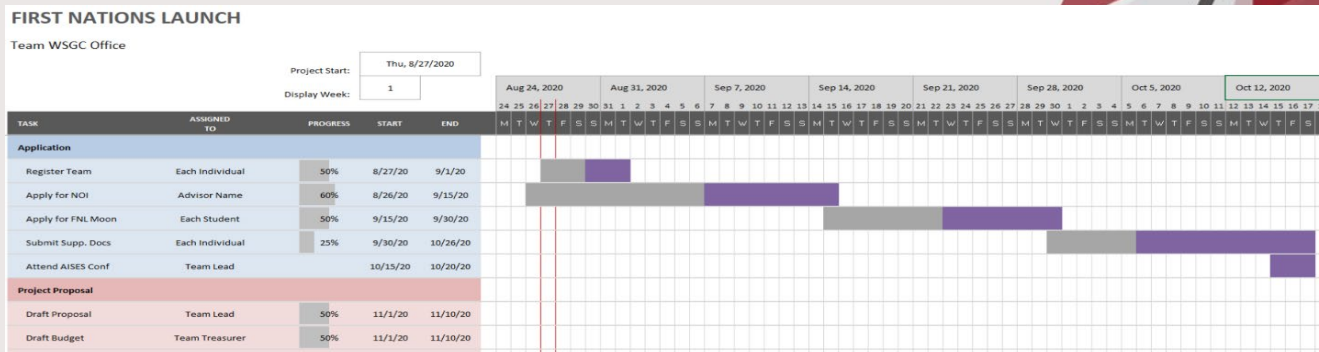 FIRST NATIONS LAUNCH
Team WSGC Office
Project Start: Thu, 8/27/2020
Display Week: 1
Aug 24, 2020 Aug 31, 2020 Sep 7, 2020 Sep 14, 2020 Sep 21, 2020 Sep 28, 2020 Oct 5, 2020 Oct 12, 2020
24 25 26 27 28 29 30 31 1 2 3 4 5 6 7 8 9 10 11 12 13 14 15 16 17 18 19 20 21 22 23 24 25 26 27 28 29 30 1 2 3 4 5 6 7 8 9 10 11 12 13 14 15 16 17
TASK ASSIGNED TO PROGRESS START END M T W T F S S M T W T F S S M T W T F S S M T W T F S S M T W T F S S M T W T F S S M T W T F S S M T W T F S
Application
Register Team Each Individual 50% 8/27/20 9/1/20
Apply for NOI Advisor Name 60% 8/26/20 9/15/20
Apply for FNL Moon Each Student 50% 9/15/20 9/30/20
Submit Supp. Docs Each Individual 25% 9/30/20 10/26/20
Attend AISES Conf Team Lead 10/15/20 10/20/20
Project Proposal
Draft Proposal Team Lead 50% 11/1/20 11/10/20
Draft Budget Team Treasurer 50% 11/1/20 11/10/20